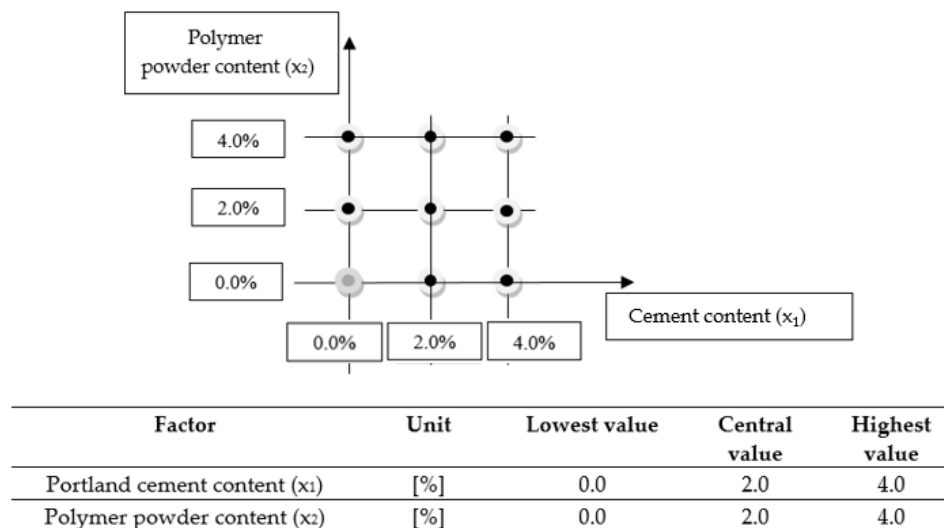 Polymer
powder content (x₂)
4.0%
2.0%
0.0%
Cement content (x₁)
0.0%
2.0%
4.0%
Factor Unit Lowest value Central value Highest value
Portland cement content (x₁) [%] 0.0 2.0 4.0
Polymer powder content (x₂) [%] 0.0 2.0 4.0